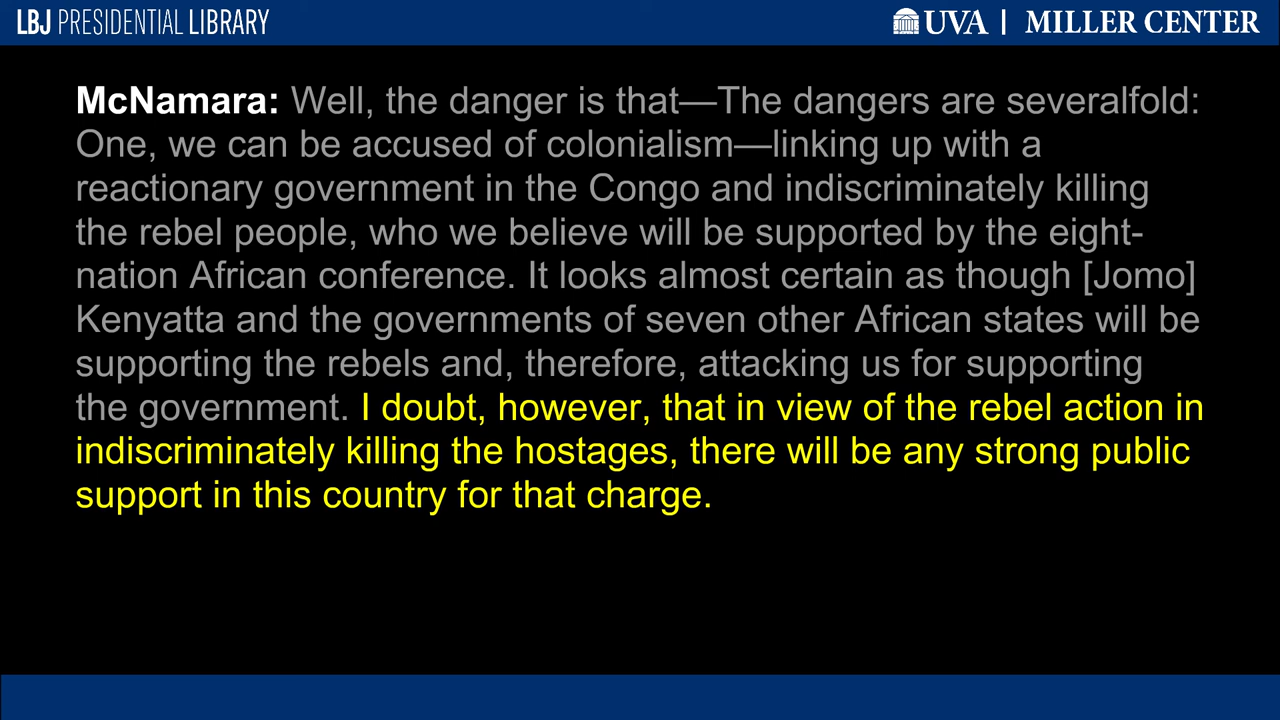 LBJ PRESIDENTIAL LIBRARY
UVA | MILLER CENTER
McNamara: Well, the danger is that—The dangers are severalfold:
One, we can be accused of colonialism—linking up with a
reactionary government in the Congo and indiscriminately killing
the rebel people, who we believe will be supported by the eight-
nation African conference. It looks almost certain as though [Jomo]
Kenyatta and the governments of seven other African states will be
supporting the rebels and, therefore, attacking us for supporting
the government. I doubt, however, that in view of the rebel action in
indiscriminately killing the hostages, there will be any strong public
support in this country for that charge.